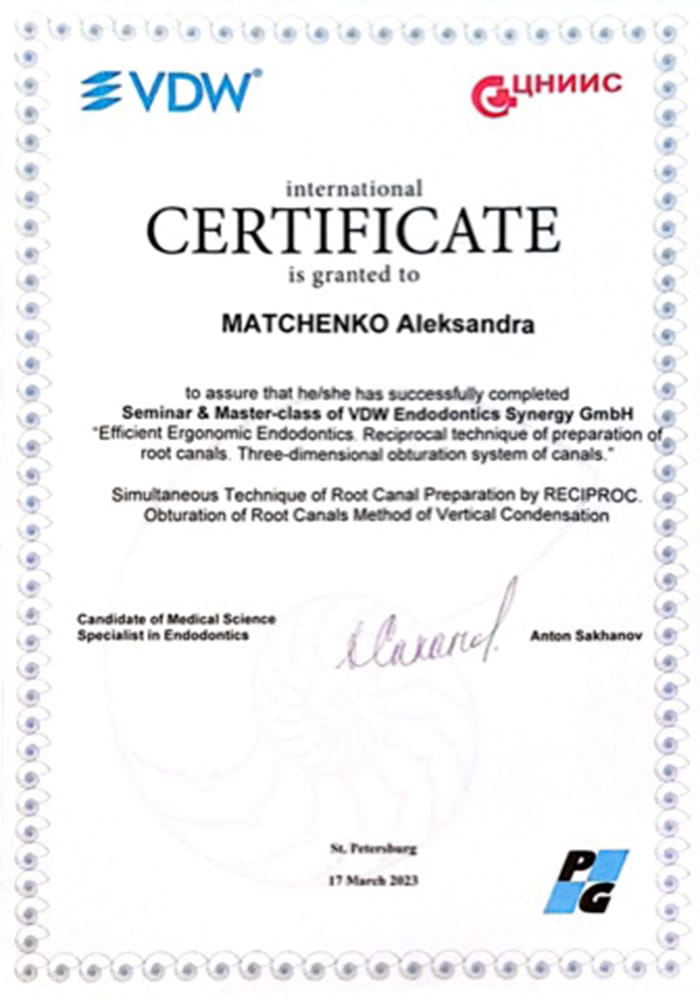 VDW®
ЦНИИС
international
CERTIFICATE
is granted to
MATCHENKO Aleksandra
to assure that he/she has successfully completed
Seminar & Master-class of VDW Endodontics Synergy GmbH
"Efficient Ergonomic Endodontics. Reciprocal technique of preparation of
root canals. Three-dimensional obturation system of canals."
Simultaneous Technique of Root Canal Preparation by RECIPROC.
Obturation of Root Canals Method of Vertical Condensation
Candidate of Medical Science
Specialist in Endodontics
Anton Sakhanov
St. Petersburg
17 March 2023
PG